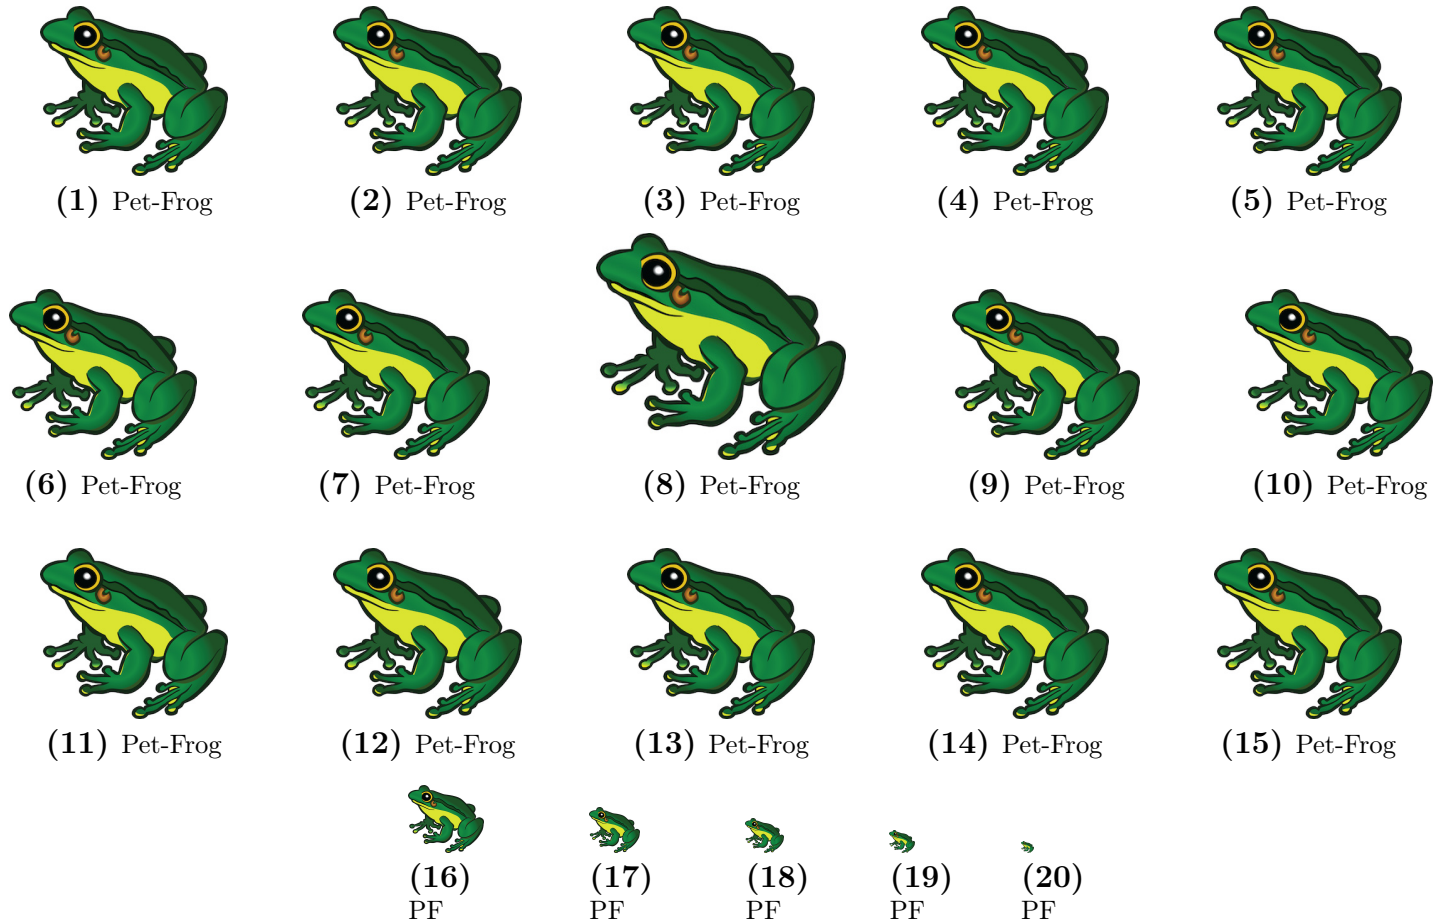 (1) Pet-Frog (2) Pet-Frog (3) Pet-Frog (4) Pet-Frog (5) Pet-Frog
(6) Pet-Frog (7) Pet-Frog (8) Pet-Frog (9) Pet-Frog (10) Pet-Frog
(11) Pet-Frog (12) Pet-Frog (13) Pet-Frog (14) Pet-Frog (15) Pet-Frog
(16) (17) (18) (19) (20)
PF PF PF PF PF